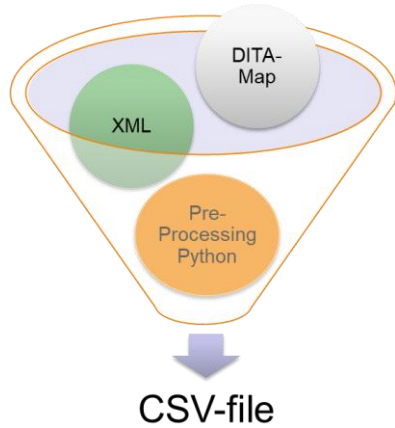 DITA-
Map
XML
Pre-
Processing
Python
CSV-file